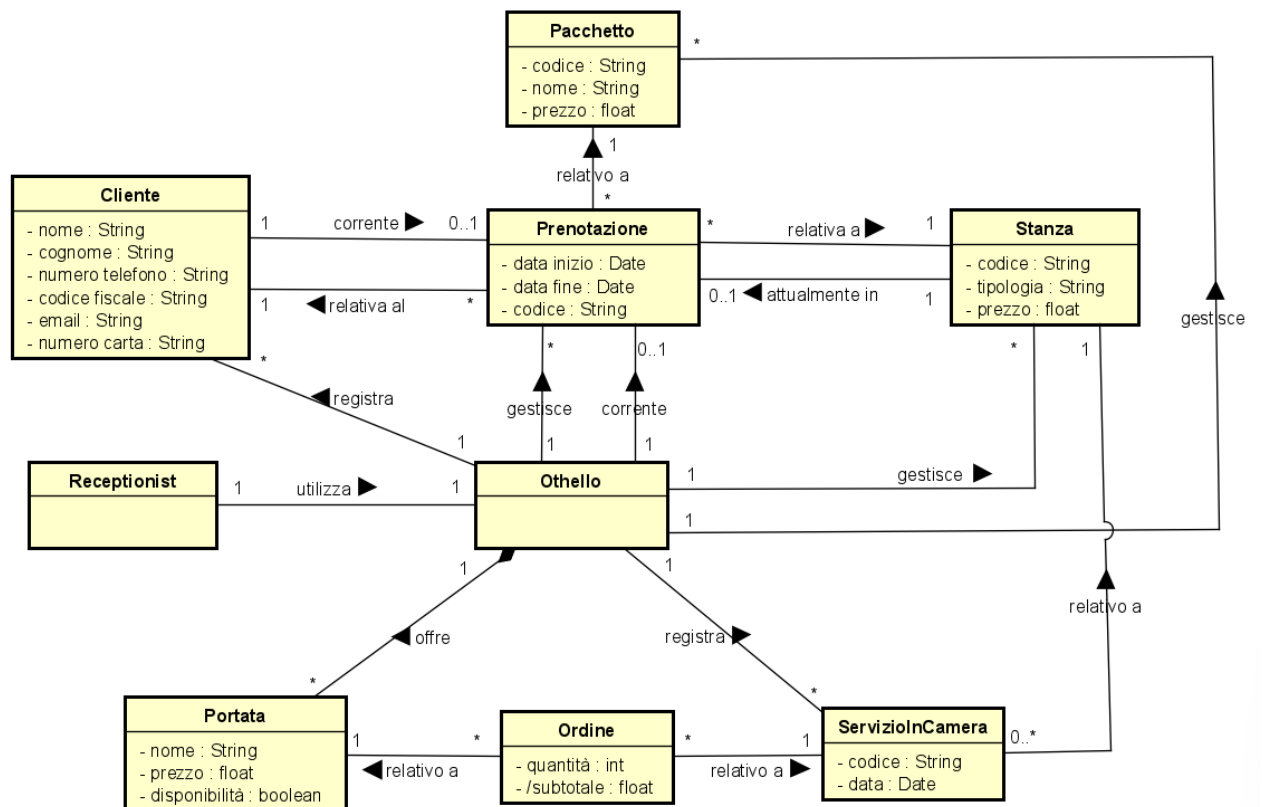 Pacchetto
- codice : String
- nome : String
- prezzo : float
*
1
relativo a
*
Cliente
- nome : String
- cognome : String
- numero telefono : String
- codice fiscale : String
- email : String
- numero carta : String
1
corrente
0..1
1
relativa al
*
Prenotazione
- data inizio : Date
- data fine : Date
- codice : String
*
relativa a
1
0..1
attualmente in
1
Stanza
- codice : String
- tipologia : String
- prezzo : float
gestisce
*
registra
1
*
gestisce
1
0..1
corrente
1
*
1
Receptionist
1
utilizza
1
Othello
1
gestisce
1
1
offre
*
1
registra
*
relativo a
Portata
- nome : String
- prezzo : float
- disponibilità : boolean
1
relativo a
*
Ordine
- quantità : int
- /subtotale : float
*
relativo a
1
ServizioInCamera
- codice : String
- data : Date
0..*